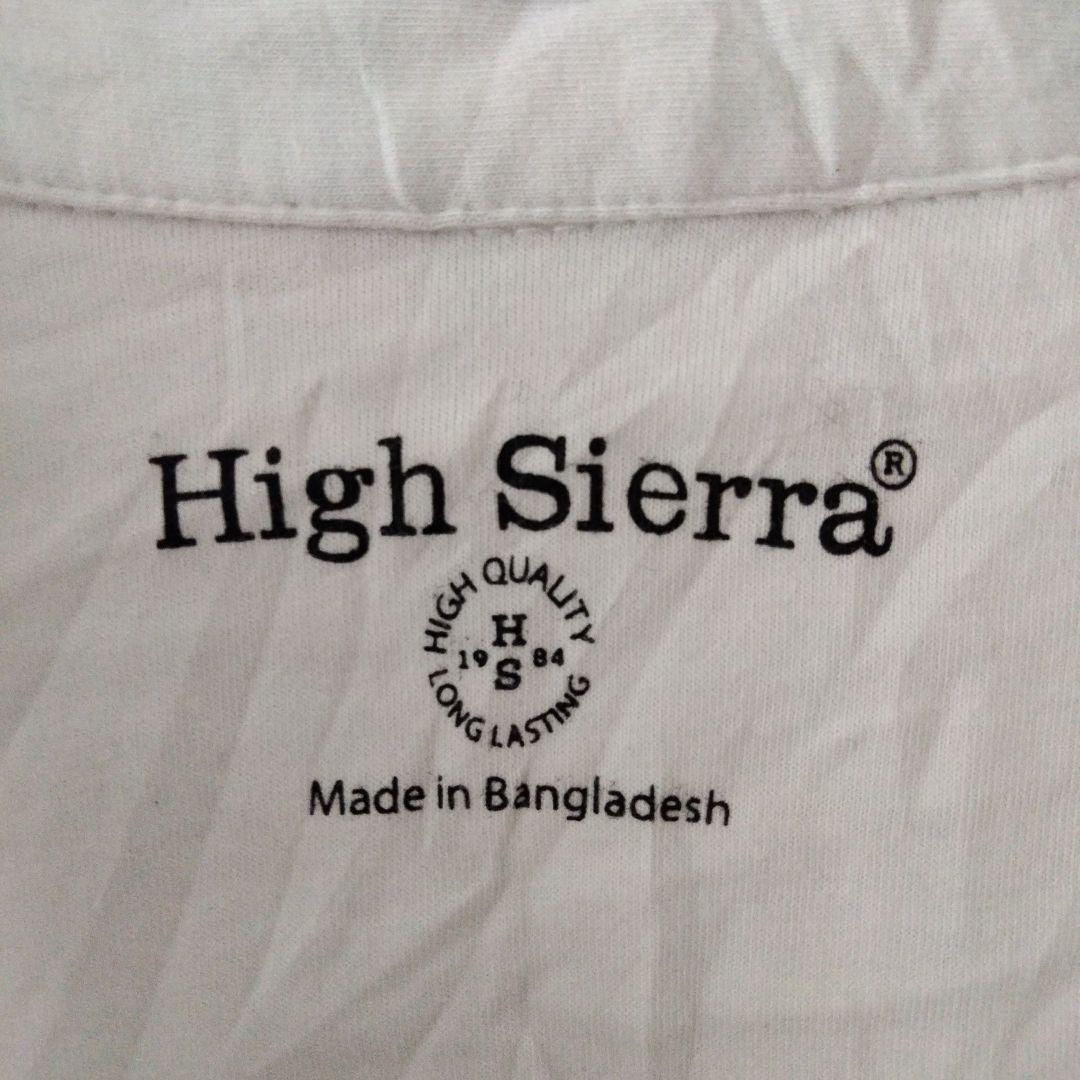 High Sierra®
HIGH QUALITY
H
19 84
S
LONG LASTING
Made in Bangladesh